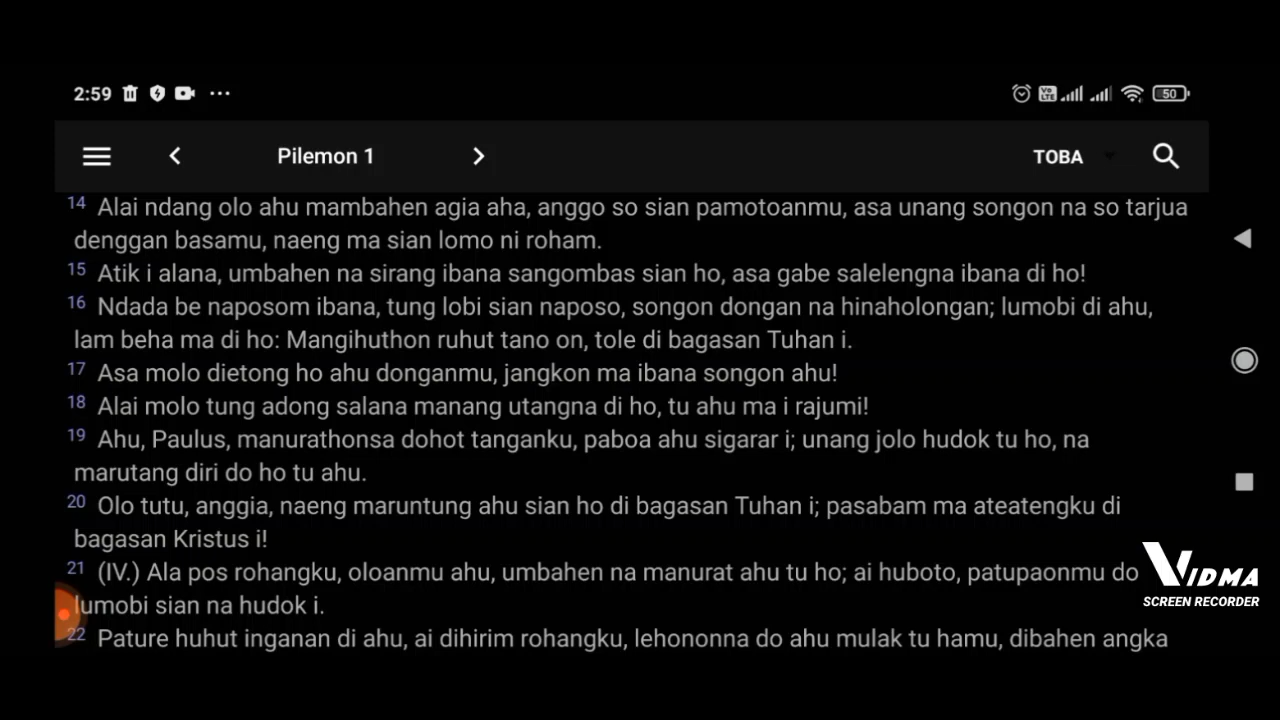 2:59 ... 50
Pilemon 1 TOBA
14 Alai ndang olo ahu mambahen agia aha, anggo so sian pamotoanmu, asa unang songon na so tarjua
denggan basamu, naeng ma sian lomo ni roham.
15 Atik i alana, umbahen na sirang ibana sangombas sian ho, asa gabe salelengna ibana di ho!
16 Ndada be naposom ibana, tung lobi sian naposo, songon dongan na hinaholongan; lumobi di ahu,
lam beha ma di ho: Mangihuthon ruhut tano on, tole di bagasan Tuhan i.
17 Asa molo dietong ho ahu donganmu, jangkon ma ibana songon ahu!
18 Alai molo tung adong salana manang utangna di ho, tu ahu ma i rajumi!
19 Ahu, Paulus, manurathonsa dohot tanganku, paboa ahu sigarar i; unang jolo hudok tu ho, na
marutang diri do ho tu ahu.
20 Olo tutu, anggia, naeng maruntung ahu sian ho di bagasan Tuhan i; pasabam ma ateatengku di
bagasan Kristus i!
21 (IV.) Ala pos rohangku, oloanmu ahu, umbahen na manurat ahu tu ho; ai huboto, patupaonmu do
lumobi sian na hudok i.
22 Pature huhut inganan di ahu, ai dihirim rohangku, lehononna do ahu mulak tu hamu, dibahen angka
VIDMA
SCREEN RECORDER